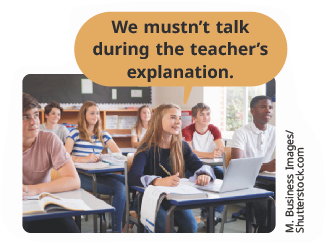 We mustn’t talk
during the teacher’s
explanation.
M. Business Images/
Shutterstock.com